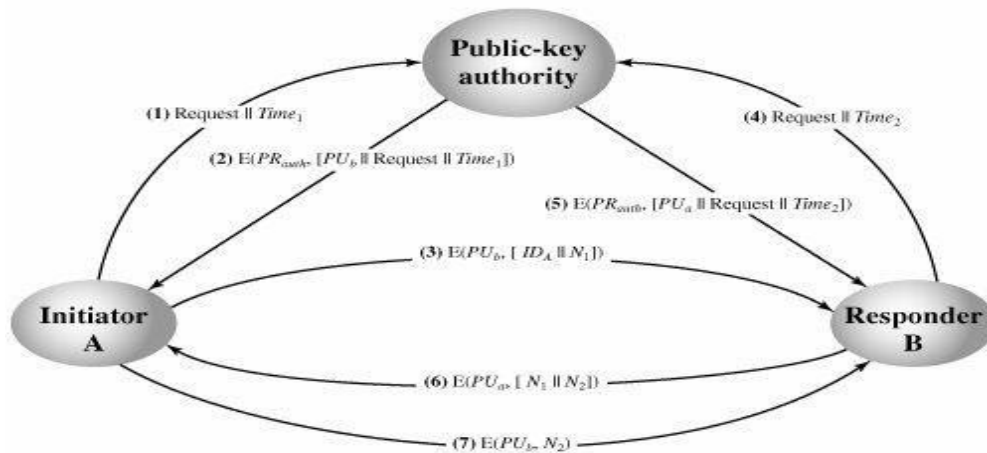 Public-key
authority
(1) Request || Time₁
(4) Request || Time₂
(2) E(PR_auth, [PU_b || Request || Time₁])
(5) E(PR_auth, [PU_a || Request || Time₂])
(3) E(PU_b, [ ID_A || N₁])
Initiator
A
Responder
B
(6) E(PU_a, [ N₁ || N₂])
(7) E(PU_b, N₂)